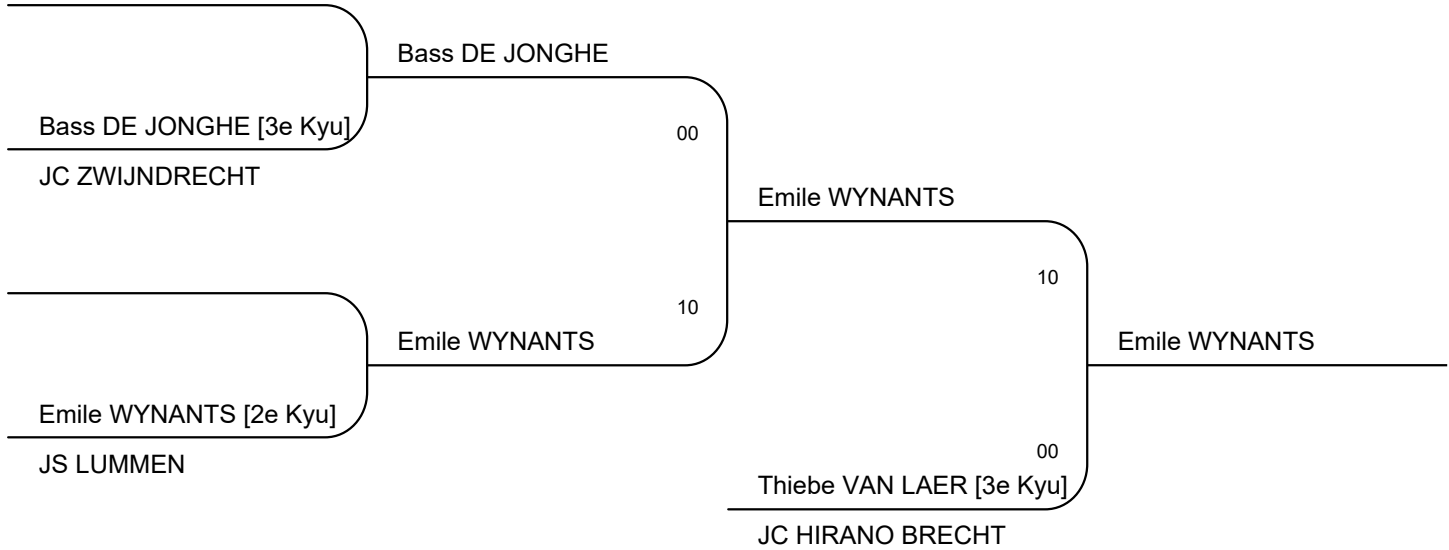 Bass DE JONGHE
Bass DE JONGHE [3e Kyu]
00
JC ZWIJNDRECHT
Emile WYNANTS
10
10
Emile WYNANTS
Emile WYNANTS
Emile WYNANTS [2e Kyu]
00
JS LUMMEN
Thiebe VAN LAER [3e Kyu]
JC HIRANO BRECHT